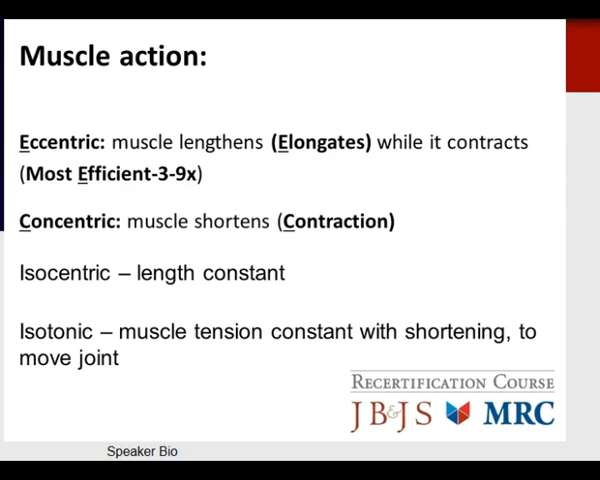 Muscle action:
Eccentric: muscle lengthens (Elongates) while it contracts
(Most Efficient-3-9x)
Concentric: muscle shortens (Contraction)
Isocentric – length constant
Isotonic – muscle tension constant with shortening, to
move joint
RECERTIFICATION COURSE
JB&JS MRC
Speaker Bio